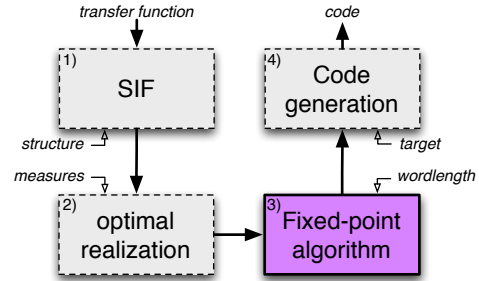 transfer function
1)
SIF
structure
measures
2)
optimal
realization
code
4)
Code
generation
target
wordlength
3)
Fixed-point
algorithm